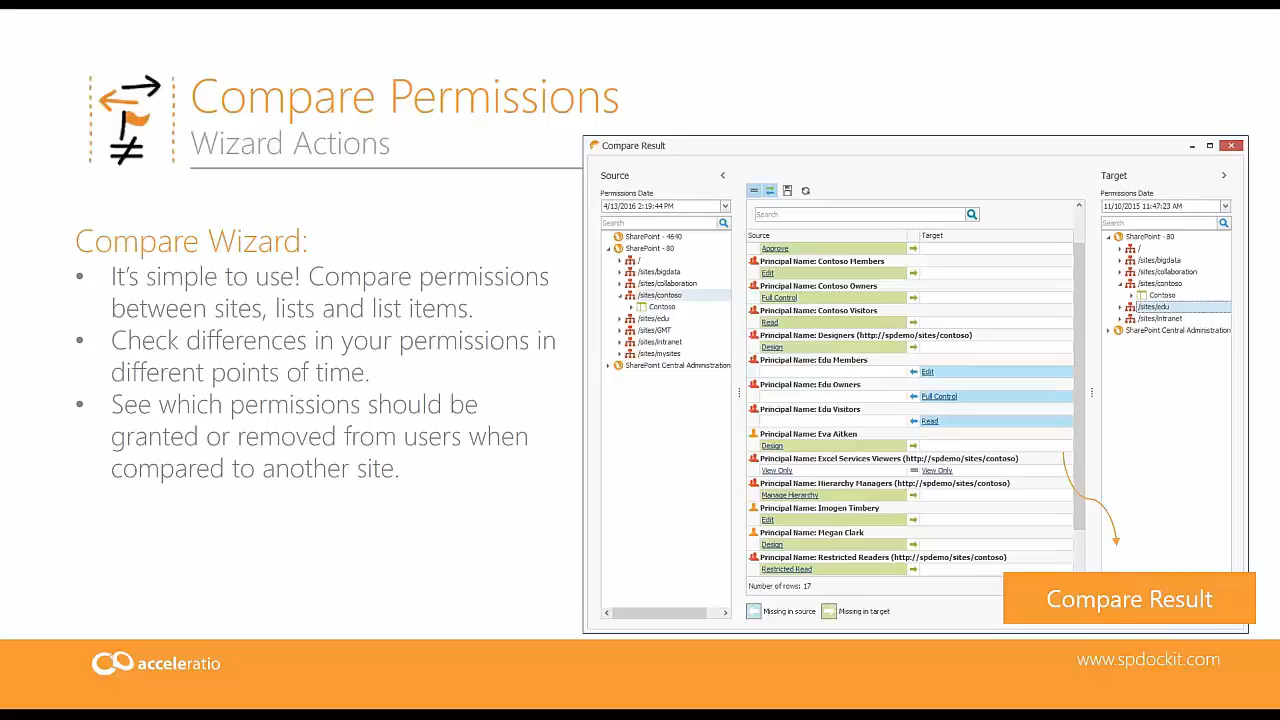 Compare Permissions
Wizard Actions
Compare Wizard:
• It's simple to use! Compare permissions
between sites, lists and list items.
• Check differences in your permissions in
different points of time.
• See which permissions should be
granted or removed from users when
compared to another site.
Compare Result
Source
Permissions Date
4/13/2016 2:19:44 PM
Search
SharePoint - 4640
SharePoint - 80
/
/sites/bigdata
/sites/collaboration
/sites/contoso
Contoso
/sites/edu
/sites/GMT
/sites/intranet
/sites/mysites
SharePoint Central Administration
Search
Source Target
Approve
Principal Name: Contoso Members
Edit
Principal Name: Contoso Owners
Full Control
Principal Name: Contoso Visitors
Read
Principal Name: Designers (http://spdemo/sites/contoso)
Design
Principal Name: Edu Members
Edit
Principal Name: Edu Owners
Full Control
Principal Name: Edu Visitors
Read
Principal Name: Eva Aitken
Design
Principal Name: Excel Services Viewers (http://spdemo/sites/contoso)
View Only = View Only
Principal Name: Hierarchy Managers (http://spdemo/sites/contoso)
Manage Hierarchy
Principal Name: Imogen Timbery
Edit
Principal Name: Megan Clark
Design
Principal Name: Restricted Readers (http://spdemo/sites/contoso)
Restricted Read
Number of rows: 17
Missing in source Missing in target
Target
Permissions Date
11/10/2015 11:47:23 AM
Search
SharePoint - 80
/
/sites/bigdata
/sites/collaboration
/sites/contoso
Contoso
/sites/edu
/sites/intranet
SharePoint Central Administration
Compare Result
acceleratio
www.spdockit.com